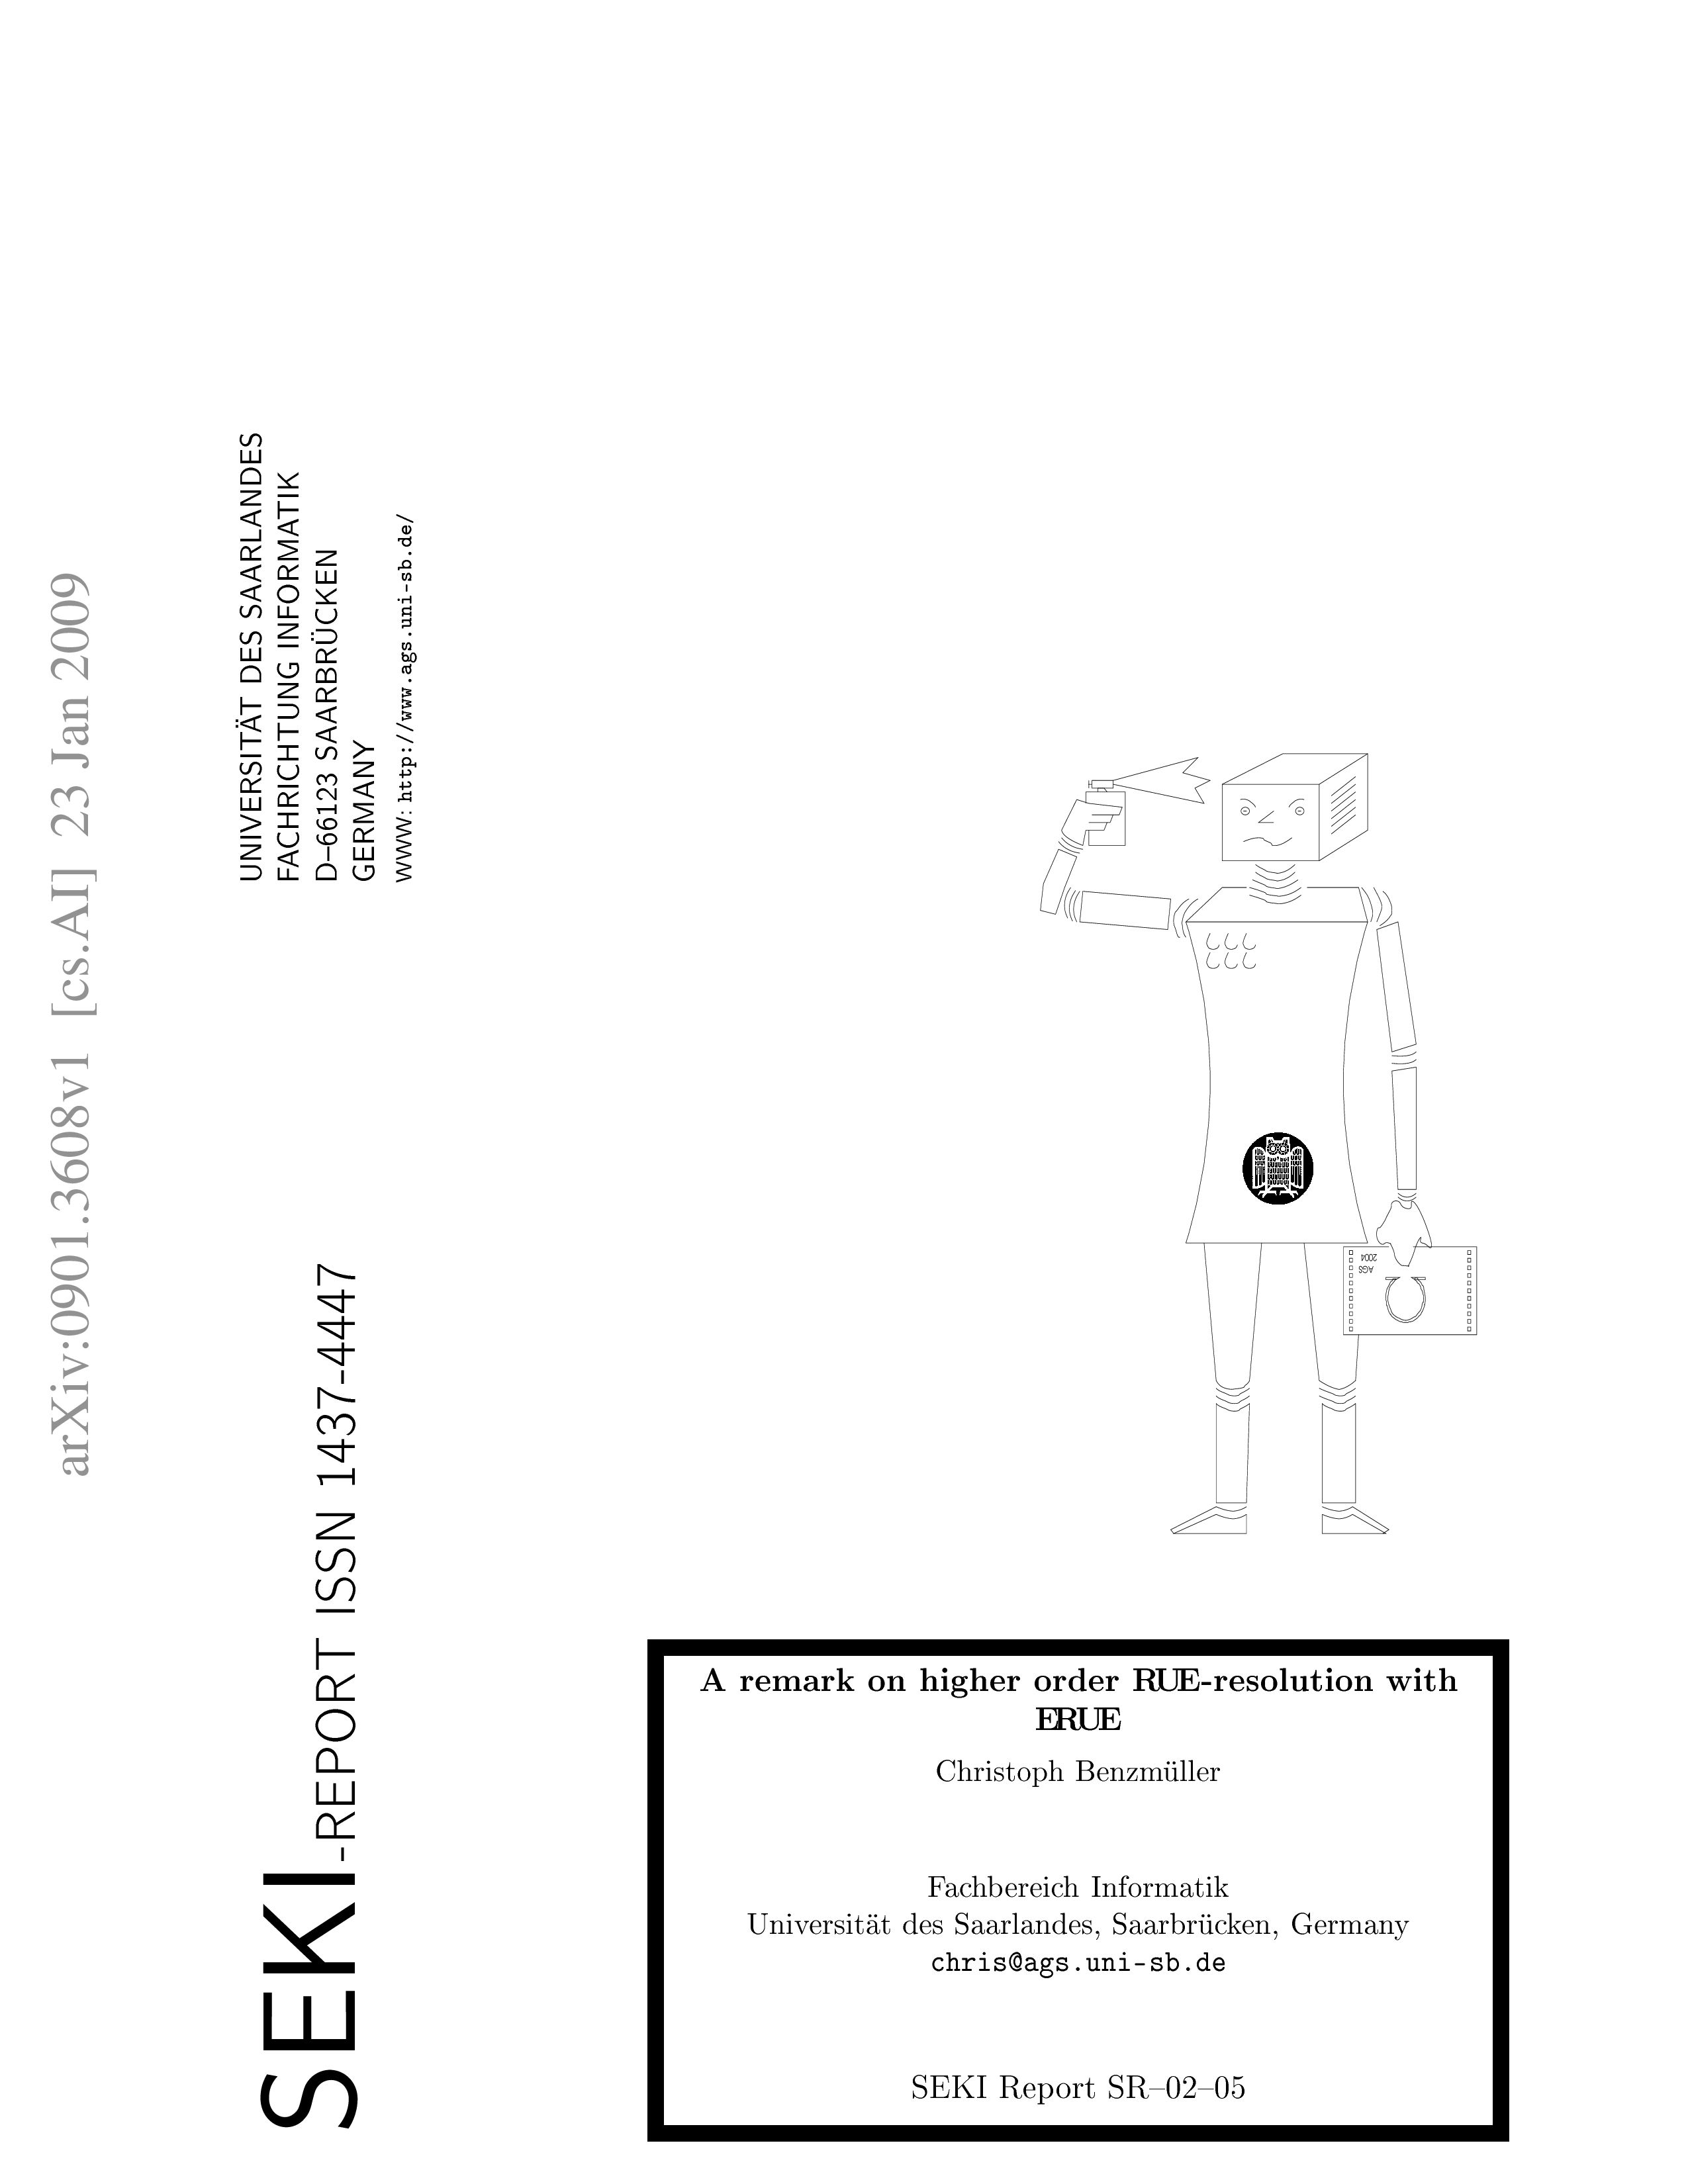 arXiv:0901.3608v1 [cs.AI] 23 Jan 2009
UNIVERSITÄT DES SAARLANDES
FACHRICHTUNG INFORMATIK
D–66123 SAARBRÜCKEN
GERMANY
WWW: http://www.ags.uni-sb.de/
SEKI-REPORT ISSN 1437-4447
AGS
2004
A remark on higher order RUE-resolution with
ERUE
Christoph Benzmüller
Fachbereich Informatik
Universität des Saarlandes, Saarbrücken, Germany
chris@ags.uni-sb.de
SEKI Report SR–02–05